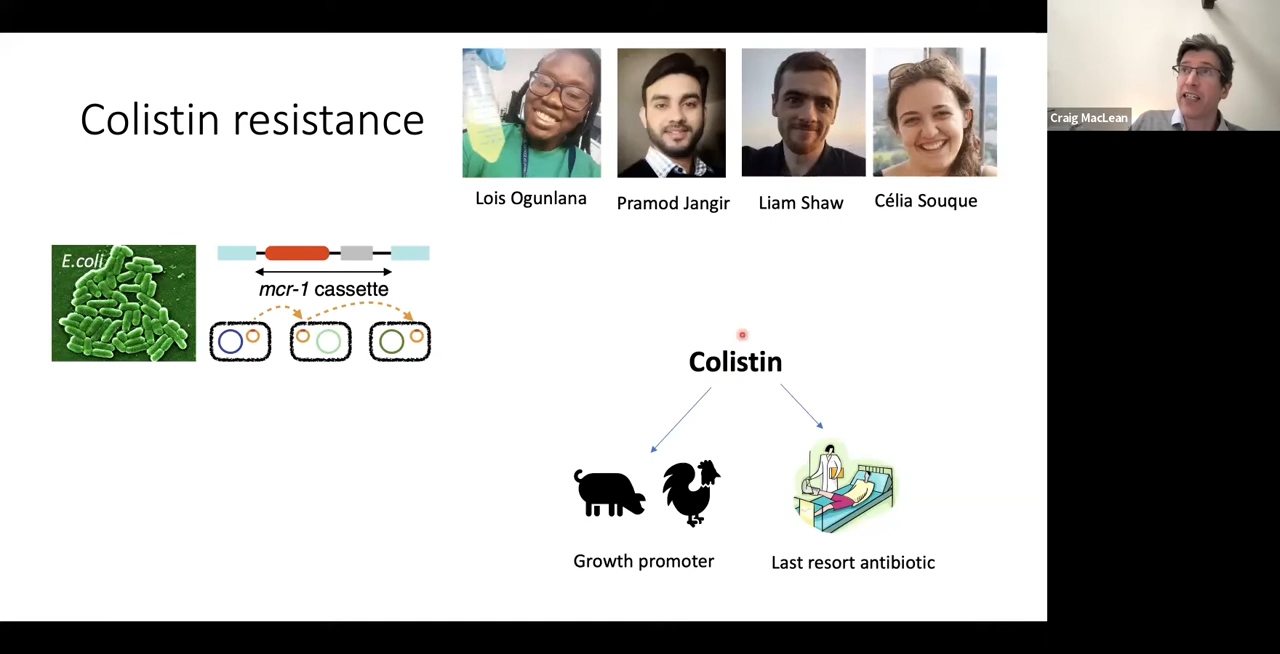 Colistin resistance
Lois Ogunlana
Pramod Jangir
Liam Shaw
Célia Souque
Craig MacLean
E.coli
mcr-1 cassette
Colistin
Growth promoter
Last resort antibiotic